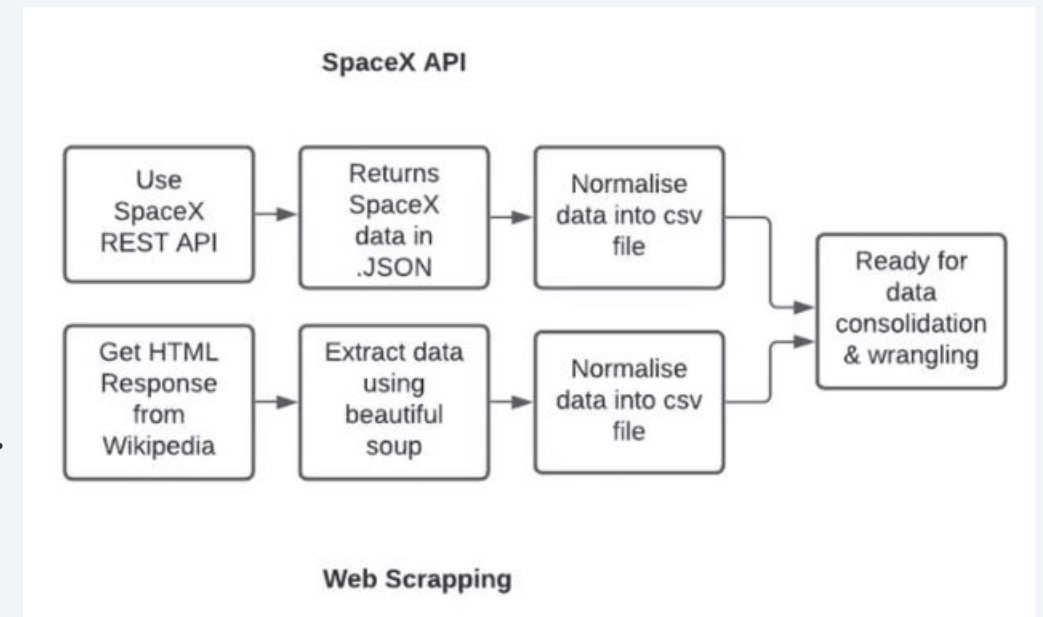 SpaceX API
Use
SpaceX
REST API
Returns
SpaceX
data in
.JSON
Normalise
data into csv
file
Ready for
data
consolidation
& wrangling
Get HTML
Response
from
Wikipedia
Extract data
using
beautiful
soup
Normalise
data into csv
file
Web Scrapping